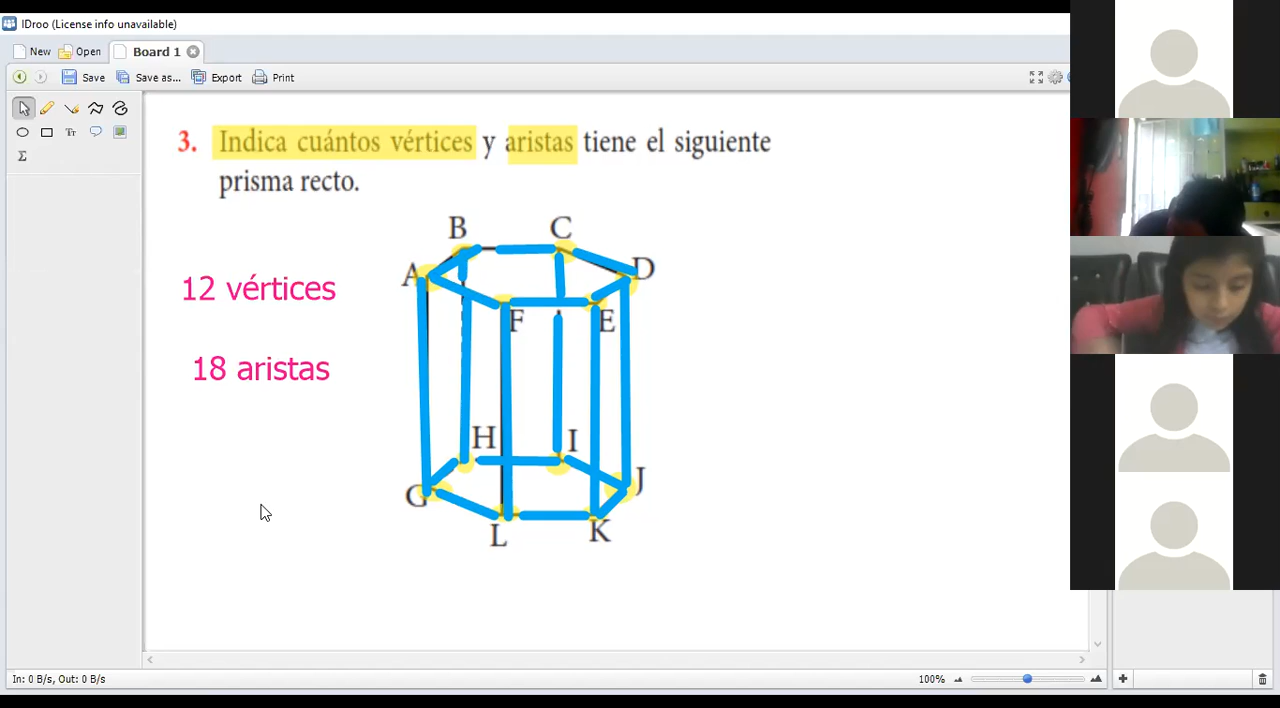 IDroo (License info unavailable)
New Open Board 1
Save Save as... Export Print
3. Indica cuántos vértices y aristas tiene el siguiente
prisma recto.
B C
A D
12 vértices
F E
18 aristas
H I
G J
L K
In: 0 B/s, Out: 0 B/s 100%